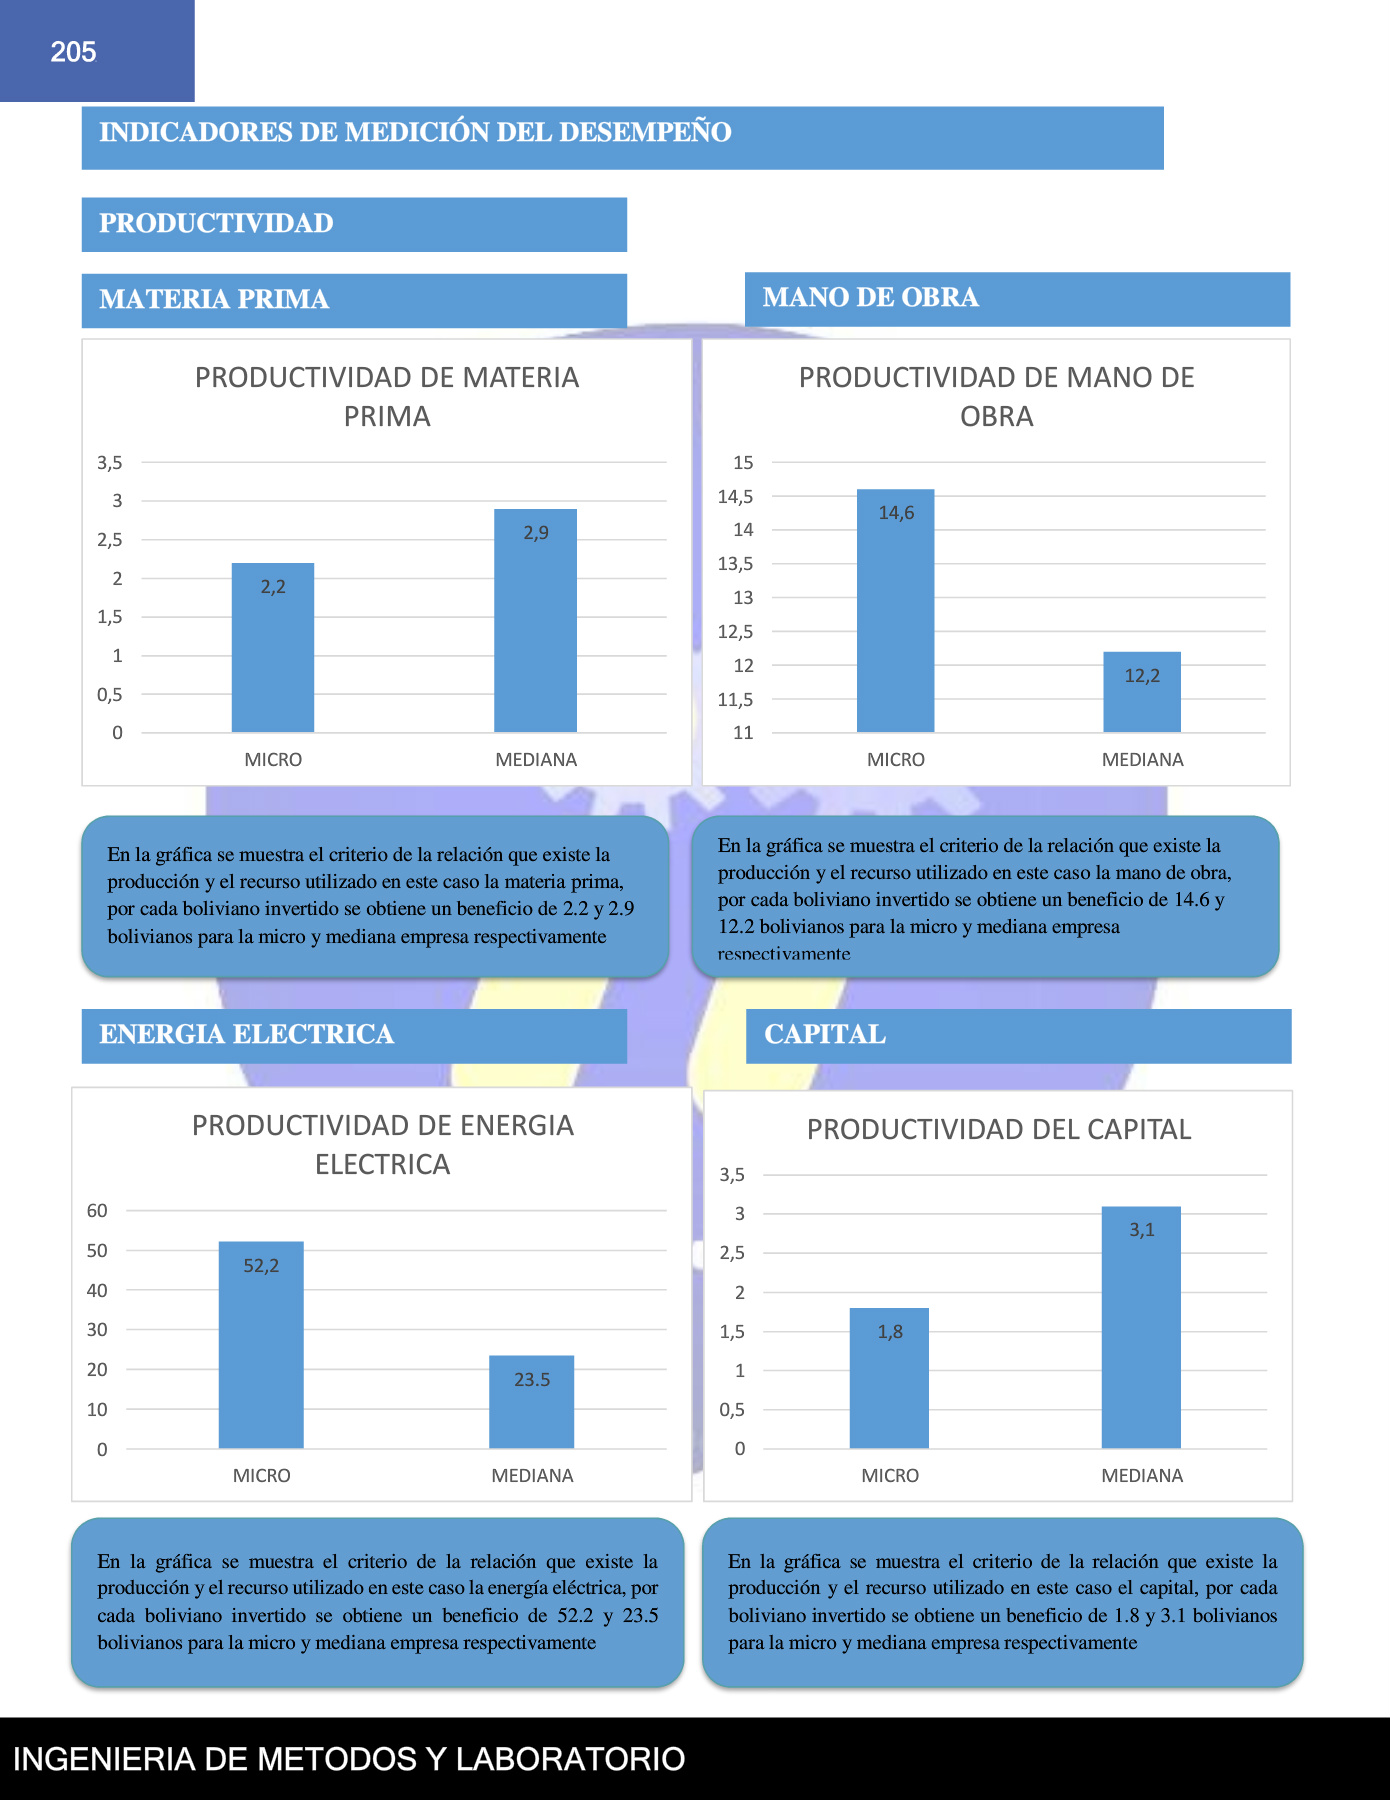 205
INDICADORES DE MEDICIÓN DEL DESEMPEÑO
PRODUCTIVIDAD
MATERIA PRIMA
MANO DE OBRA
PRODUCTIVIDAD DE MATERIA
PRIMA
3,5
3
2,5
2
1,5
1
0,5
0
2,2
2,9
MICRO
MEDIANA
PRODUCTIVIDAD DE MANO DE
OBRA
15
14,5
14
13,5
13
12,5
12
11,5
11
14,6
12,2
MICRO
MEDIANA
En la gráfica se muestra el criterio de la relación que existe la
producción y el recurso utilizado en este caso la materia prima,
por cada boliviano invertido se obtiene un beneficio de 2.2 y 2.9
bolivianos para la micro y mediana empresa respectivamente
En la gráfica se muestra el criterio de la relación que existe la
producción y el recurso utilizado en este caso la mano de obra,
por cada boliviano invertido se obtiene un beneficio de 14.6 y
12.2 bolivianos para la micro y mediana empresa
respectivamente
ENERGIA ELECTRICA
CAPITAL
PRODUCTIVIDAD DE ENERGIA
ELECTRICA
60
50
40
30
20
10
0
52,2
23.5
MICRO
MEDIANA
PRODUCTIVIDAD DEL CAPITAL
3,5
3
2,5
2
1,5
1
0,5
0
1,8
3,1
MICRO
MEDIANA
En la gráfica se muestra el criterio de la relación que existe la
producción y el recurso utilizado en este caso la energía eléctrica, por
cada boliviano invertido se obtiene un beneficio de 52.2 y 23.5
bolivianos para la micro y mediana empresa respectivamente
En la gráfica se muestra el criterio de la relación que existe la
producción y el recurso utilizado en este caso el capital, por cada
boliviano invertido se obtiene un beneficio de 1.8 y 3.1 bolivianos
para la micro y mediana empresa respectivamente
INGENIERIA DE METODOS Y LABORATORIO